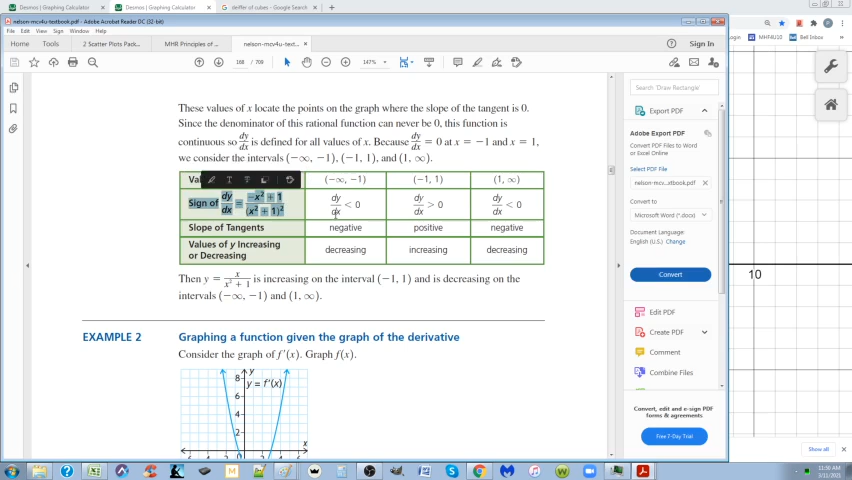 Desmos | Graphing Calculator
Desmos | Graphing Calculator
nelson-mcv4u-textbook.pdf - Adobe Acrobat Reader DC (32-bit)
File Edit View Sign Window Help
Home Tools 2 Scatter Plots Pack... MHR Principles of ... nelson-mcv4u-text... × Sign In
168 / 709 147%
These values of x locate the points on the graph where the slope of the tangent is 0.
Since the denominator of this rational function can never be 0, this function is
continuous so dy/dx is defined for all values of x. Because dy/dx = 0 at x = −1 and x = 1,
we consider the intervals (−∞, −1), (−1, 1), and (1, ∞).
(−∞, −1) (−1, 1) (1, ∞)
Sign of dy/dx = −x² + 1/(x² + 1)² dy/dx < 0 dy/dx > 0 dy/dx < 0
Slope of Tangents negative positive negative
Values of y Increasing or Decreasing decreasing increasing decreasing
Then y = x/x² + 1 is increasing on the interval (−1, 1) and is decreasing on the
intervals (−∞, −1) and (1, ∞).
EXAMPLE 2 Graphing a function given the graph of the derivative
Consider the graph of f′(x). Graph f(x).
y
y = f′(x)
8
6
4
2
x
0
Search 'Draw Rectangle'
Export PDF
Adobe Export PDF
Convert PDF Files to Word
or Excel Online
Select PDF File
nelson-mcv...xtbook.pdf ×
Convert to
Microsoft Word (*.docx)
Document Language:
English (U.S.) Change
Convert
Edit PDF
Create PDF
Comment
Combine Files
Convert, edit and e-sign PDF
forms & agreements
Free 7-Day Trial
MHF4U10 Bell Inbox
10
Show all ×
11:50 AM
3/11/2021